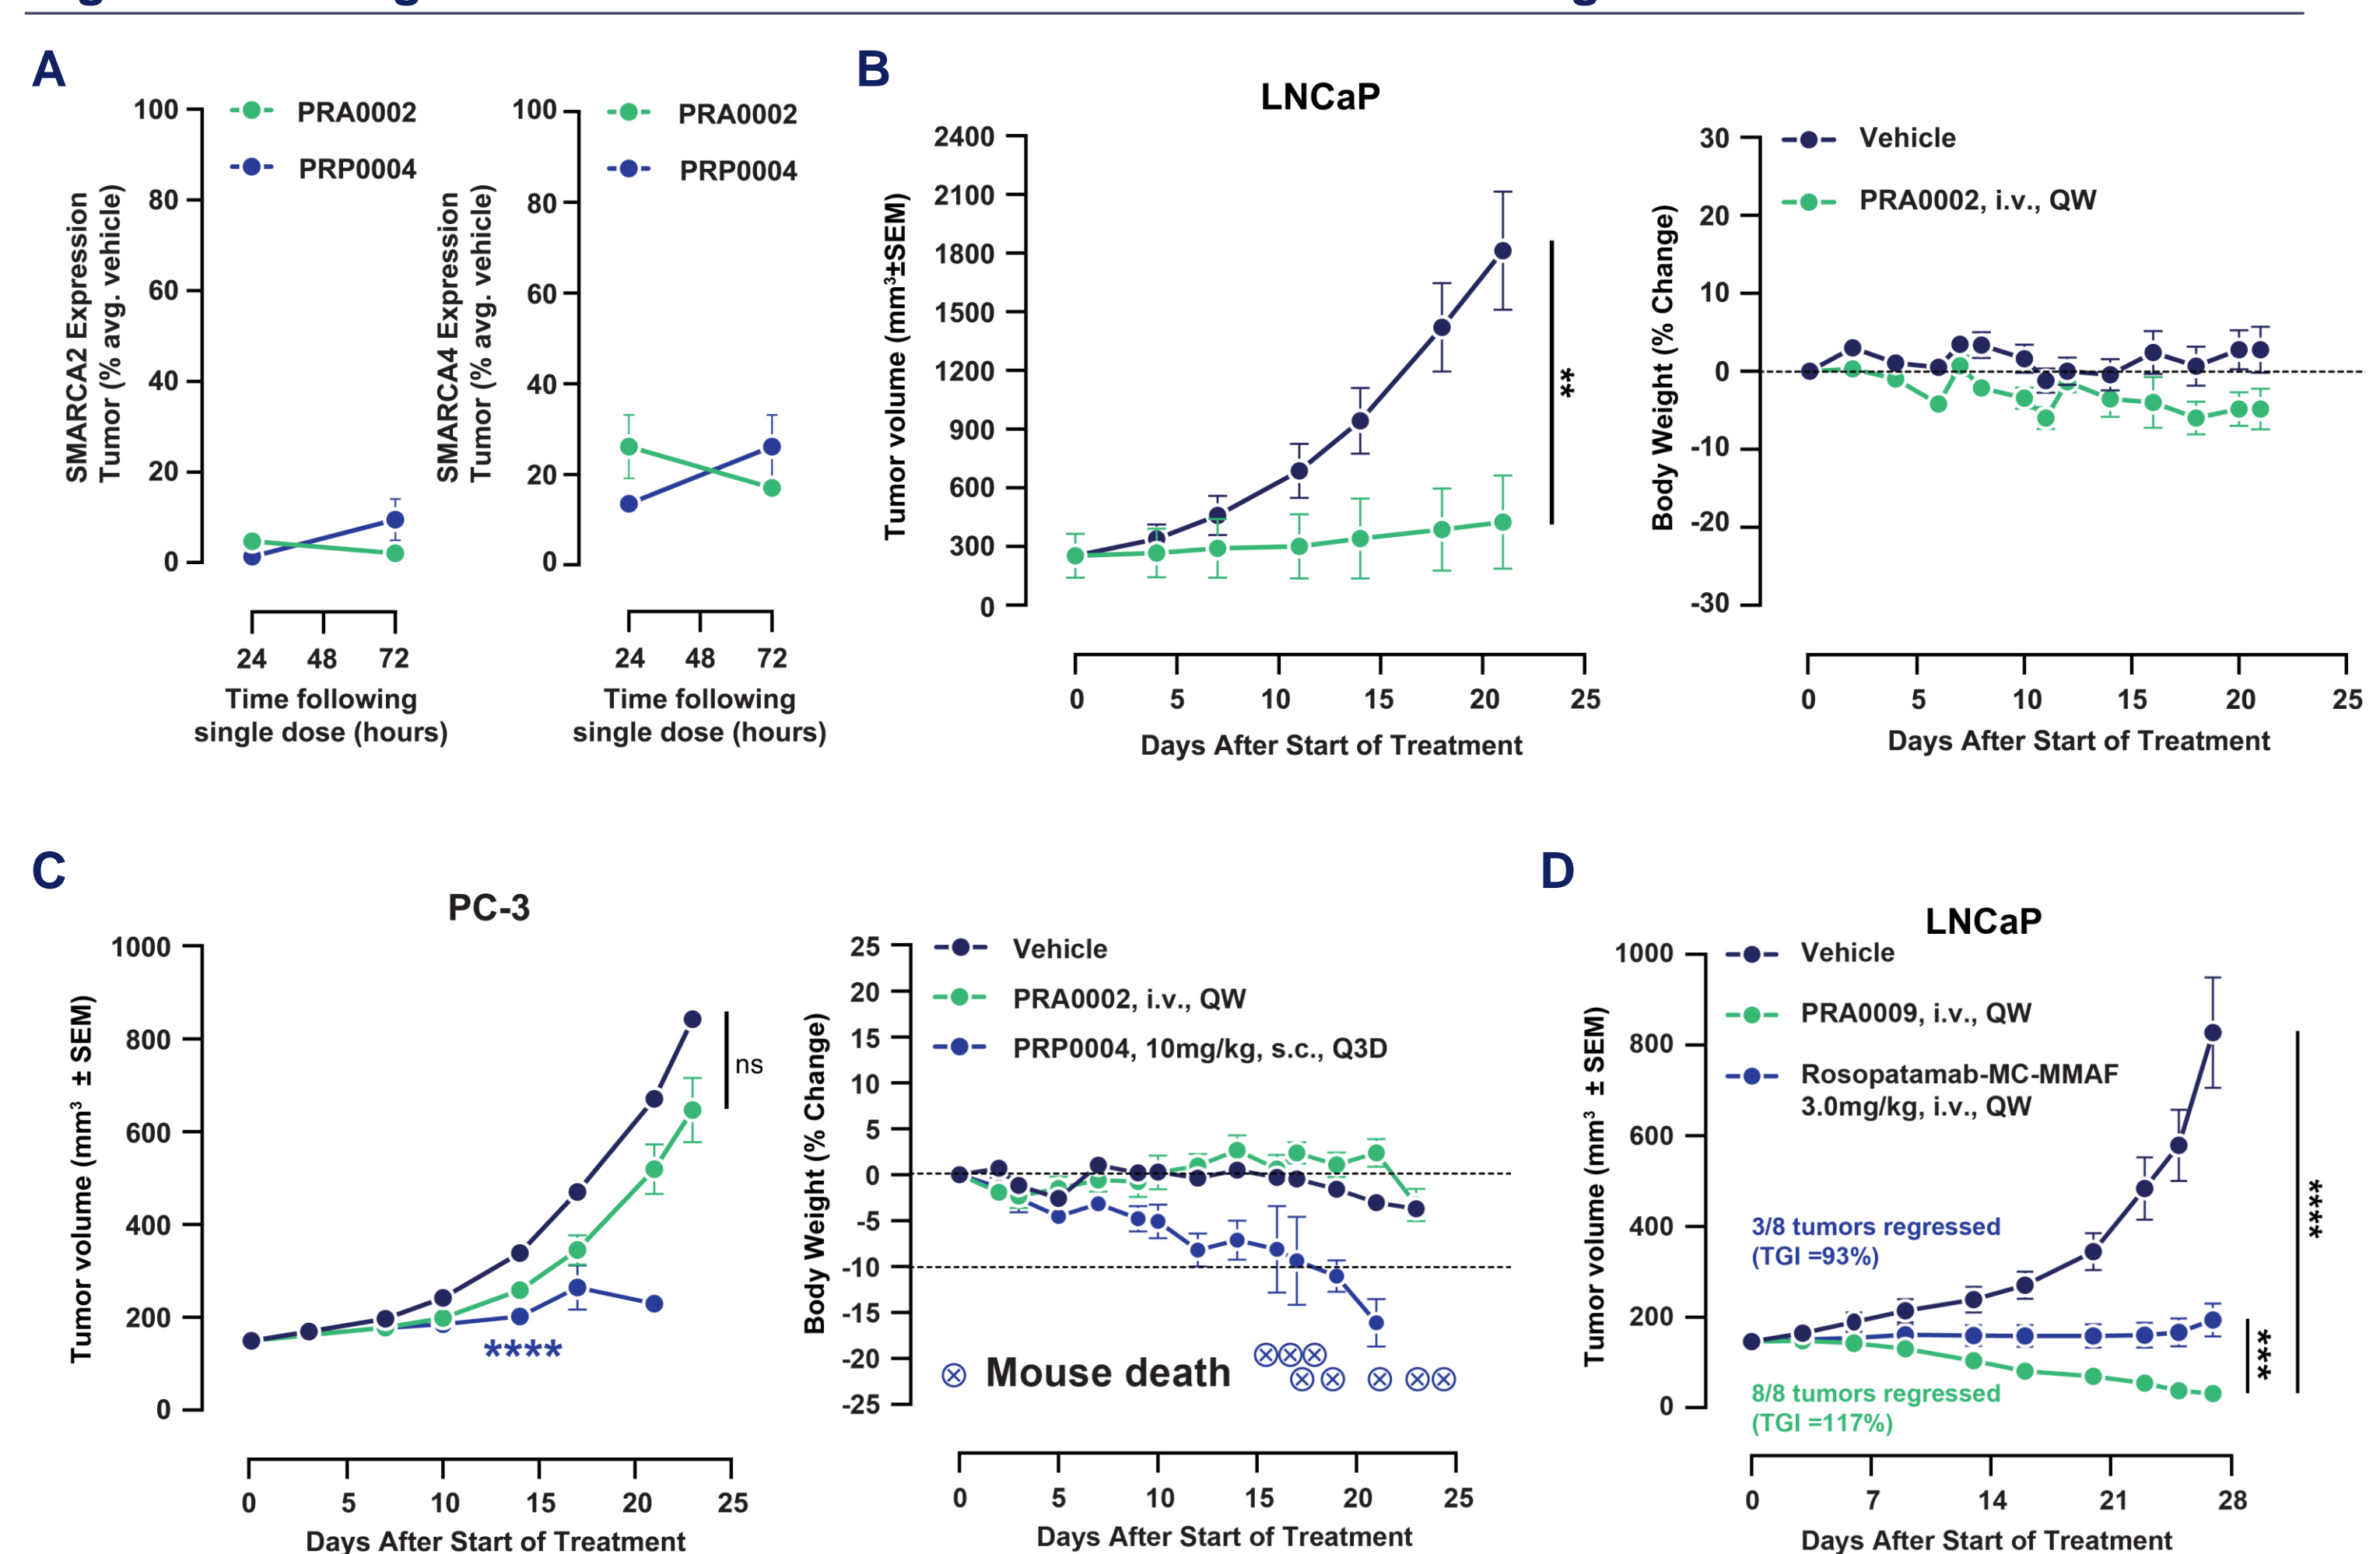 A
100
80
60
40
20
0
SMARCA2 Expression
Tumor (% avg. vehicle)
PRA0002
PRP0004
24 48 72
Time following
single dose (hours)
100
80
60
40
20
0
SMARCA4 Expression
Tumor (% avg. vehicle)
PRA0002
PRP0004
24 48 72
Time following
single dose (hours)
B
LNCaP
2400
2100
1800
1500
1200
900
600
300
0
Tumor volume (mm³±SEM)
**
0 5 10 15 20 25
Days After Start of Treatment
30
20
10
0
-10
-20
-30
Body Weight (% Change)
Vehicle
PRA0002, i.v., QW
0 5 10 15 20 25
Days After Start of Treatment
C
PC-3
1000
800
600
400
200
0
Tumor volume (mm³ ± SEM)
ns
****
0 5 10 15 20 25
Days After Start of Treatment
25
20
15
10
5
0
-5
-10
-15
-20
-25
Body Weight (% Change)
Vehicle
PRA0002, i.v., QW
PRP0004, 10mg/kg, s.c., Q3D
Mouse death
0 5 10 15 20 25
Days After Start of Treatment
D
LNCaP
1000
800
600
400
200
0
Tumor volume (mm³ ± SEM)
Vehicle
PRA0009, i.v., QW
Rosopatamab-MC-MMAF
3.0mg/kg, i.v., QW
3/8 tumors regressed
(TGI =93%)
8/8 tumors regressed
(TGI =117%)
***
****
0 7 14 21 28
Days After Start of Treatment